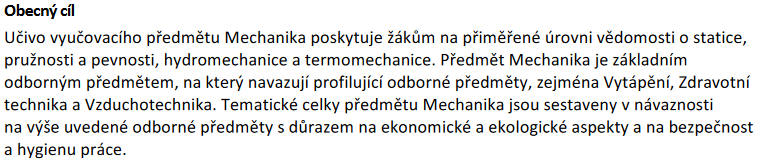 Obecný cíl
Učivo vyučovacího předmětu Mechanika poskytuje žákům na přiměřené úrovni vědomosti o statice,
pružnosti a pevnosti, hydromechanice a termomechanice. Předmět Mechanika je základním
odborným předmětem, na který navazují profilující odborné předměty, zejména Vytápění, Zdravotní
technika a Vzduchotechnika. Tematické celky předmětu Mechanika jsou sestaveny v návaznosti
na výše uvedené odborné předměty s důrazem na ekonomické a ekologické aspekty a na bezpečnost
a hygienu práce.